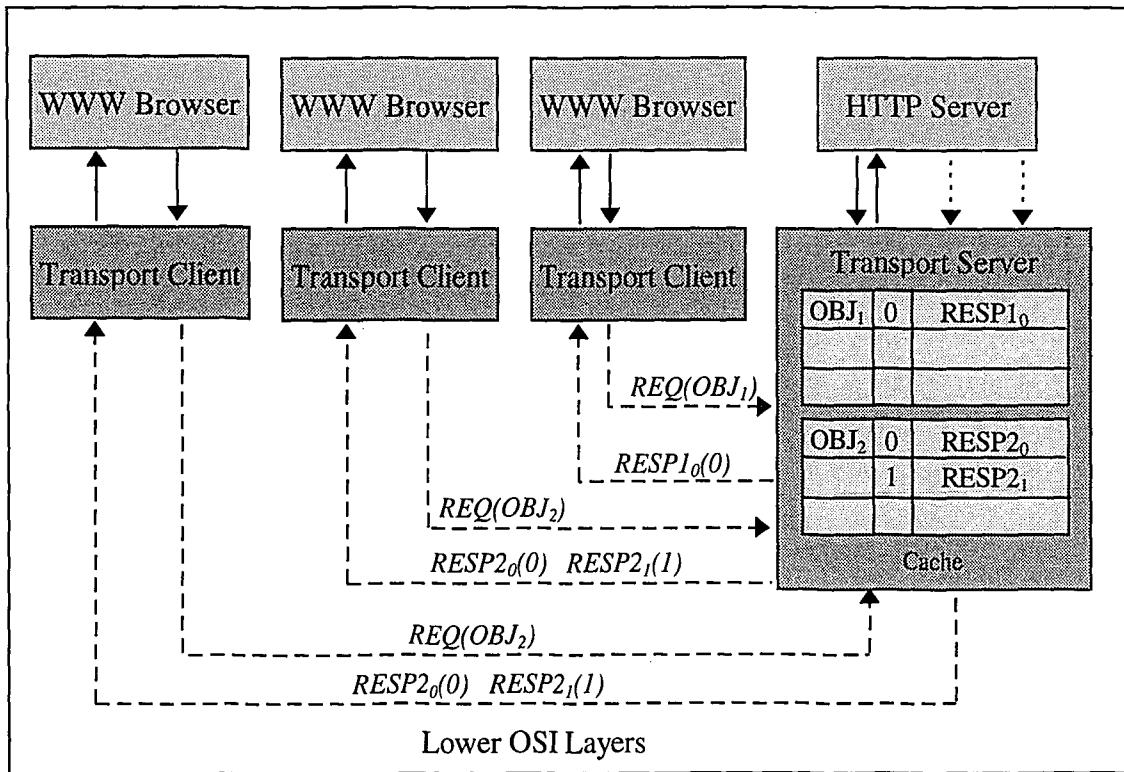 WWW Browser
WWW Browser
WWW Browser
HTTP Server
Transport Client
Transport Client
Transport Client
Transport Server
OBJ₁ 0 RESP1₀
REQ(OBJ₁)
OBJ₂ 0 RESP2₀
RESP1₀(0)
1 RESP2₁
REQ(OBJ₂)
RESP2₀(0) RESP2₁(1)
Cache
REQ(OBJ₂)
RESP2₀(0) RESP2₁(1)
Lower OSI Layers